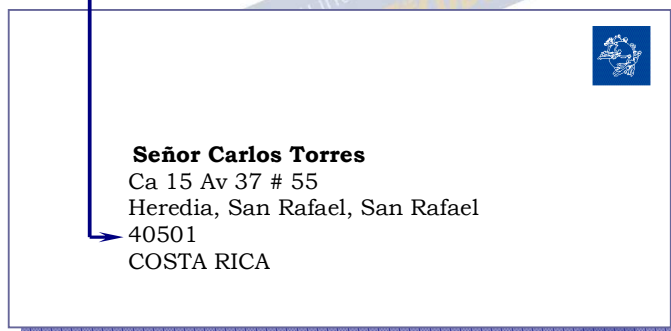 Señor Carlos Torres
Ca 15 Av 37 # 55
Heredia, San Rafael, San Rafael
40501
COSTA RICA